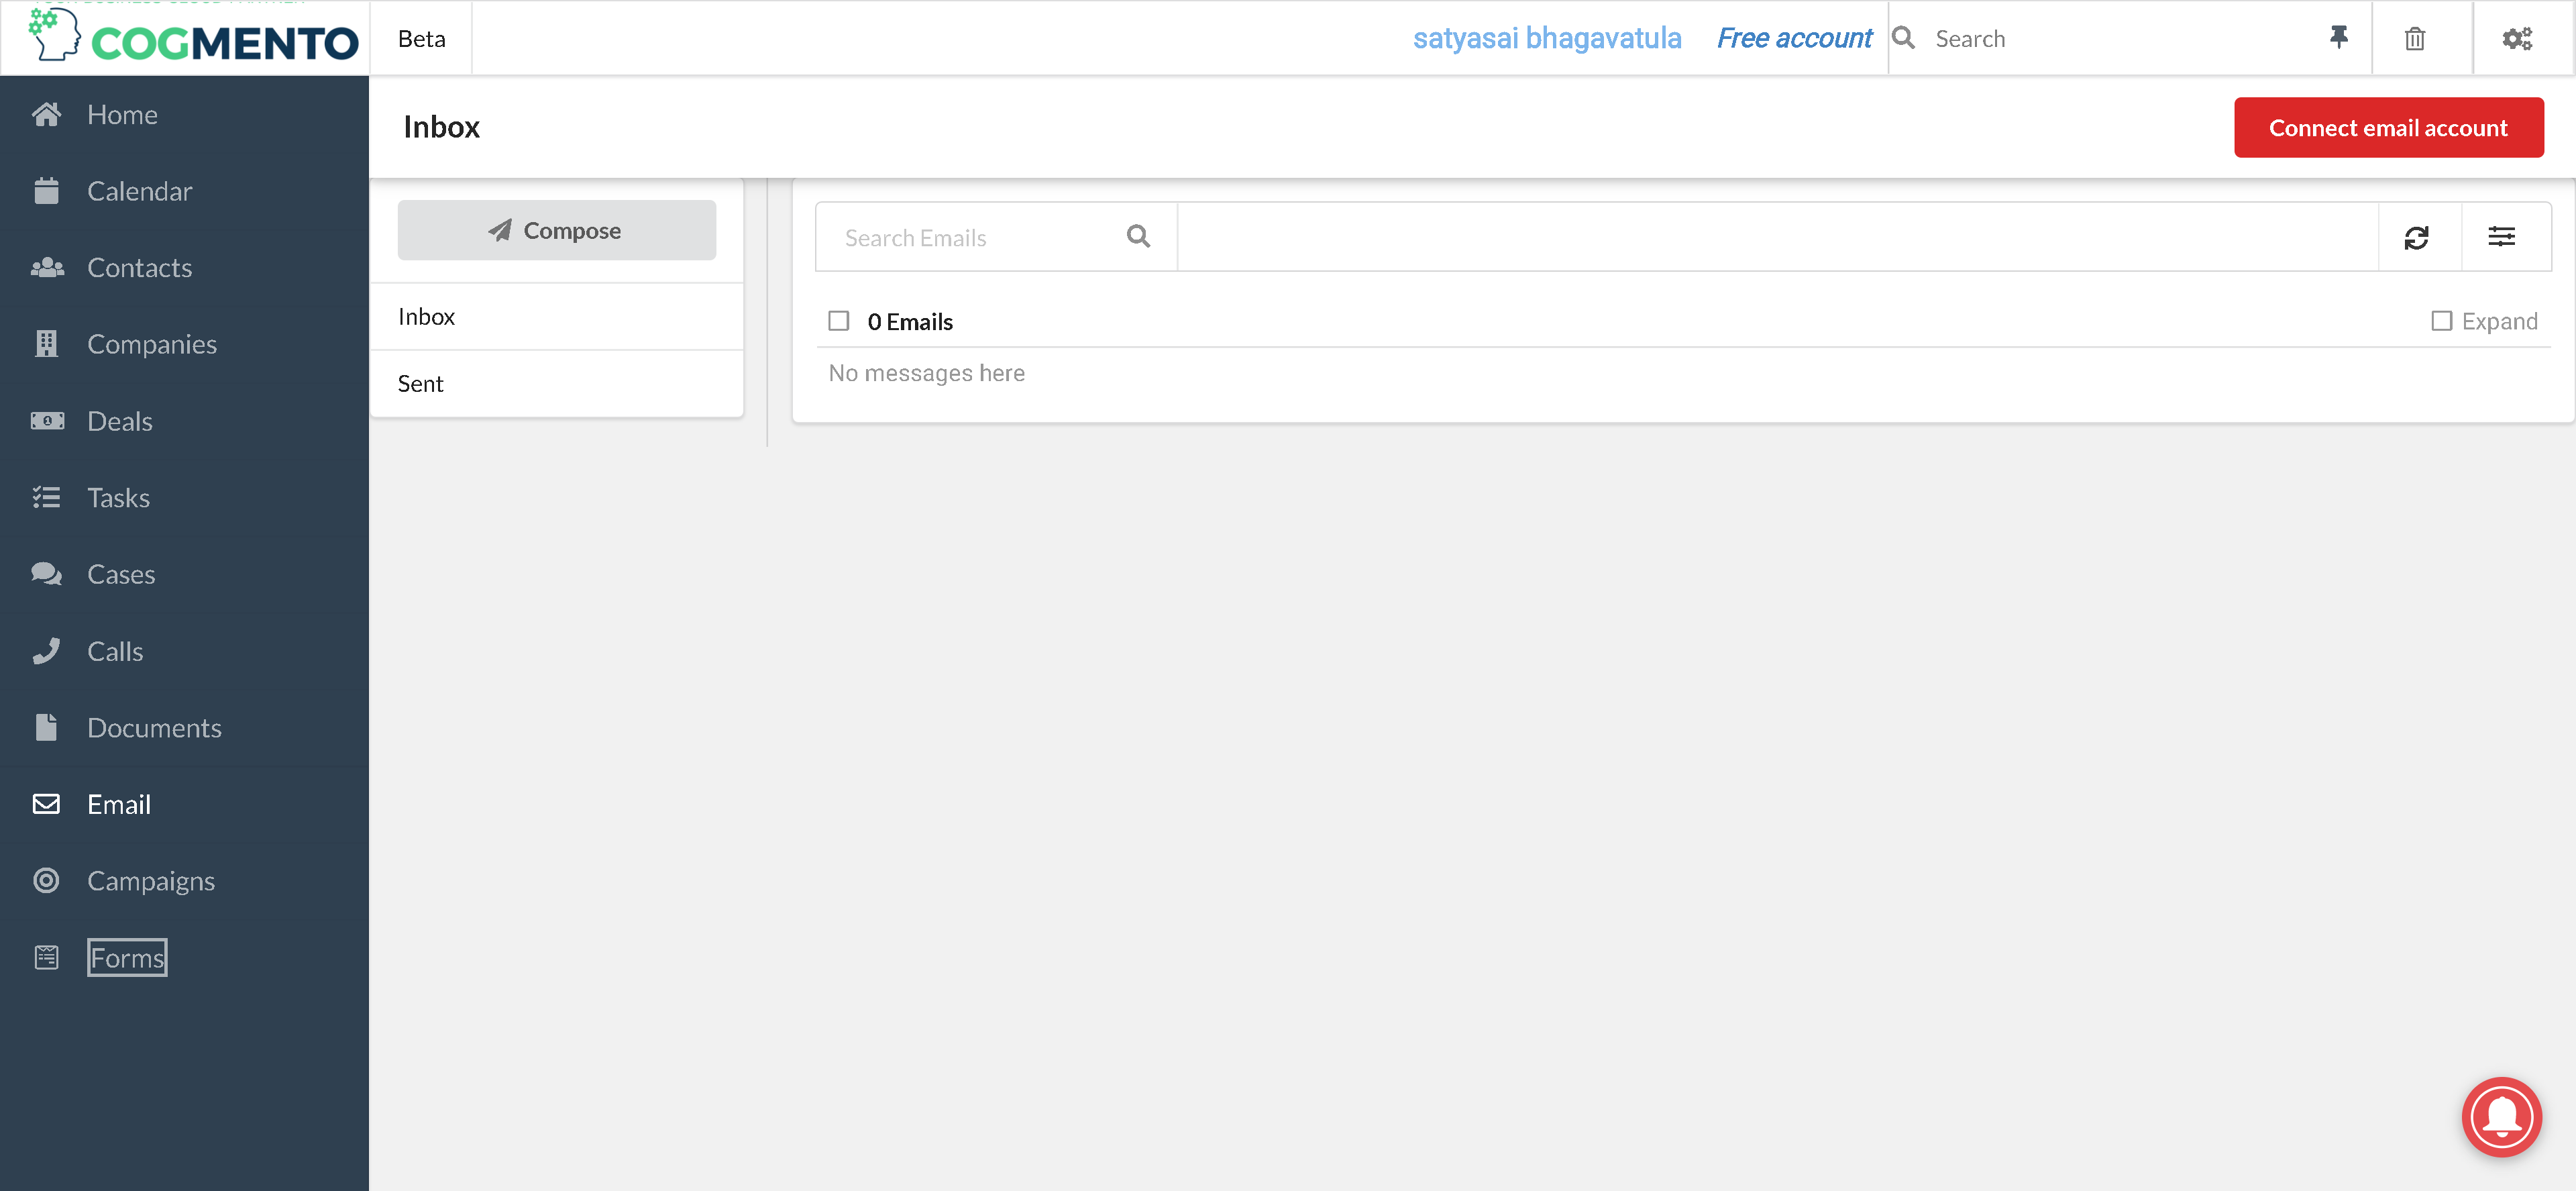 COGMENTO
Beta
satyasai bhagavatula
Free account
Search
Home
Calendar
Contacts
Companies
Deals
Tasks
Cases
Calls
Documents
Email
Campaigns
Forms
Inbox
Connect email account
Compose
Inbox
Sent
Search Emails
0 Emails
Expand
No messages here